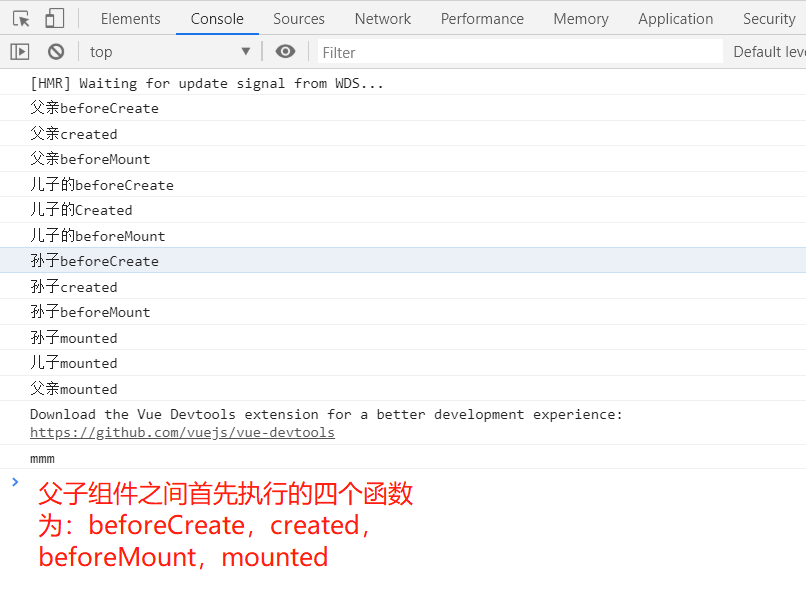 Elements Console Sources Network Performance Memory Application Security
top Filter Default leve
[HMR] Waiting for update signal from WDS...
父亲beforeCreate
父亲created
父亲beforeMount
儿子的beforeCreate
儿子的Created
儿子的beforeMount
孙子beforeCreate
孙子created
孙子beforeMount
孙子mounted
儿子mounted
父亲mounted
Download the Vue Devtools extension for a better development experience:
https://github.com/vuejs/vue-devtools
mmm
父子组件之间首先执行的四个函数
为：beforeCreate，created，
beforeMount，mounted